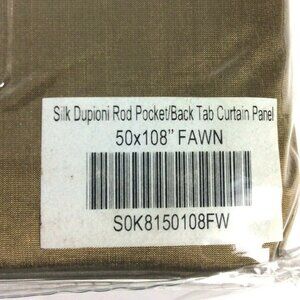 Silk Dupioni Rod Pocket/Back Tab Curtain Panel
50x108" FAWN
S0K8150108FW